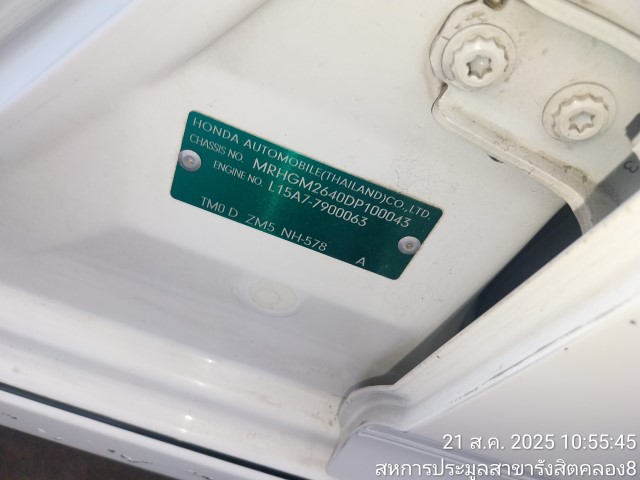 HONDA AUTOMOBILE(THAILAND)CO.,LTD.
CHASSIS NO. MRHGM2640DP100043
ENGINE NO. L15A7-7900063
TM0 D ZM5 NH-578 A
21 ส.ค. 2025 10:55:45
สหการประมูลสาขารังสิตคลอง8